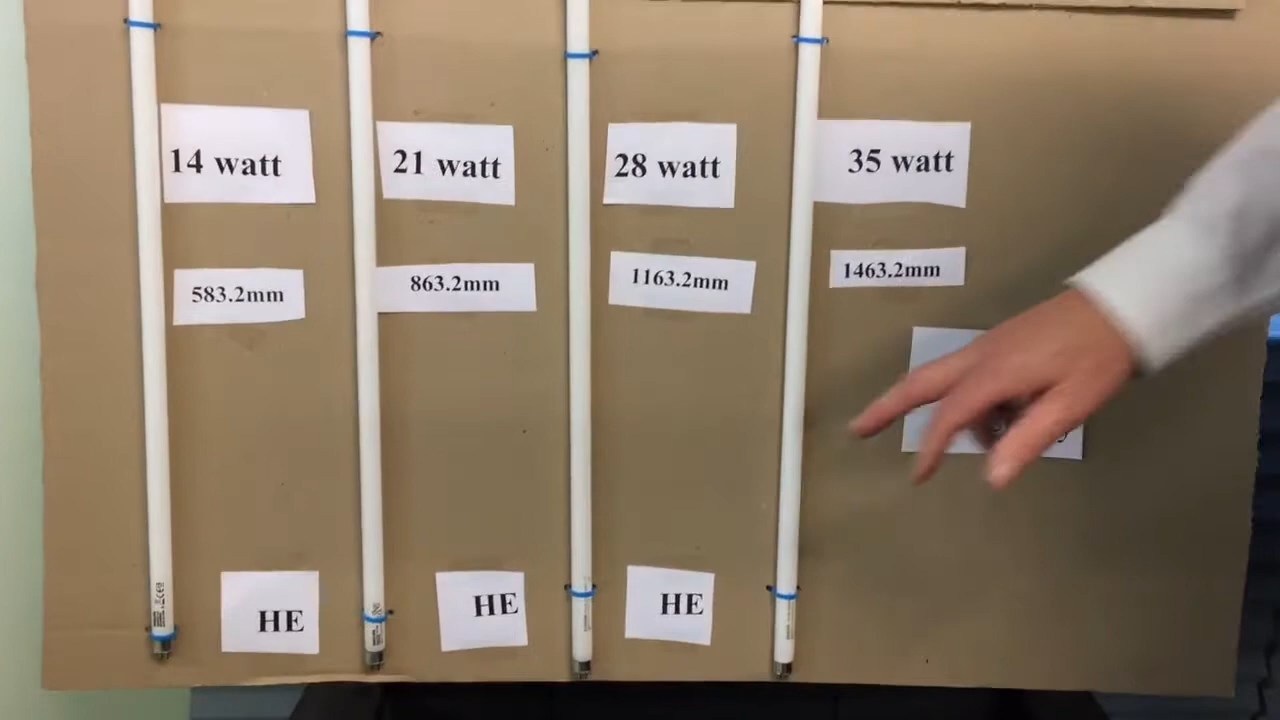 14 watt
21 watt
28 watt
35 watt
583.2mm
863.2mm
1163.2mm
1463.2mm
HE
HE
HE